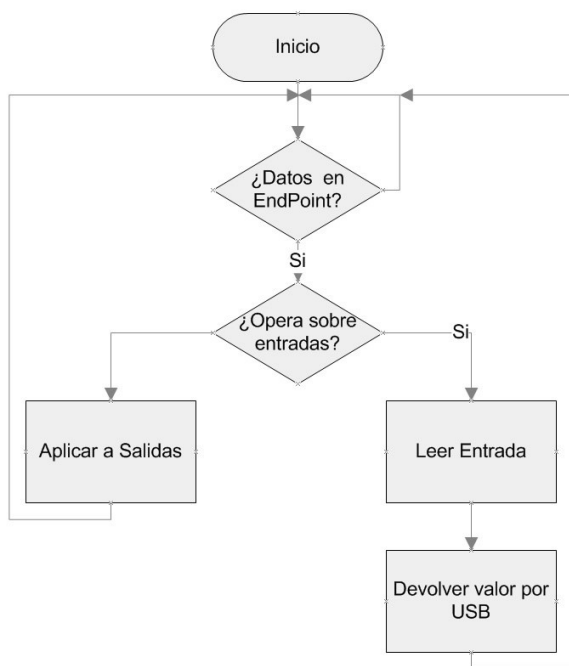 Inicio
¿Datos en
EndPoint?
Si
¿Opera sobre
entradas?
Si
Aplicar a Salidas
Leer Entrada
Devolver valor por
USB